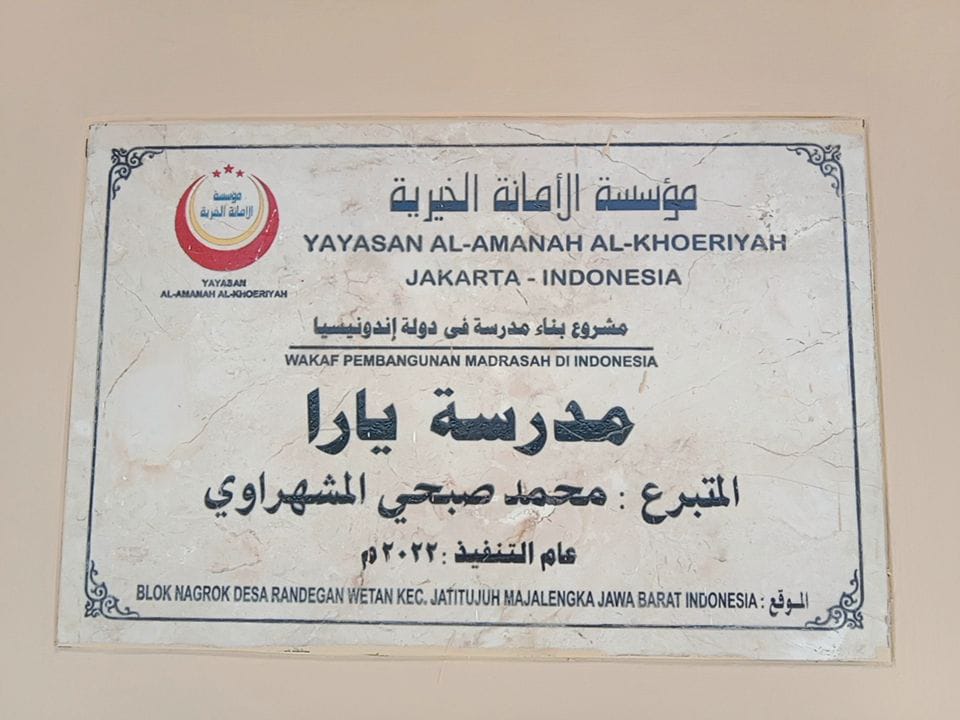 مؤسسة
الأمانة الخيرية
YAYASAN
AL-AMANAH AL-KHOERIYAH
مؤسسة الأمانة الخيرية
YAYASAN AL-AMANAH AL-KHOERIYAH
JAKARTA - INDONESIA
مشروع بناء مدرسة في دولة إندونيسيا
WAKAF PEMBANGUNAN MADRASAH DI INDONESIA
مدرسة يارا
المتبرع : محمد صبحي المشهراوي
عام التنفيذ : ٢٠٢٢م
الموقع : BLOK NAGROK DESA RANDEGAN WETAN KEC. JATITUJUH MAJALENGKA JAWA BARAT INDONESIA